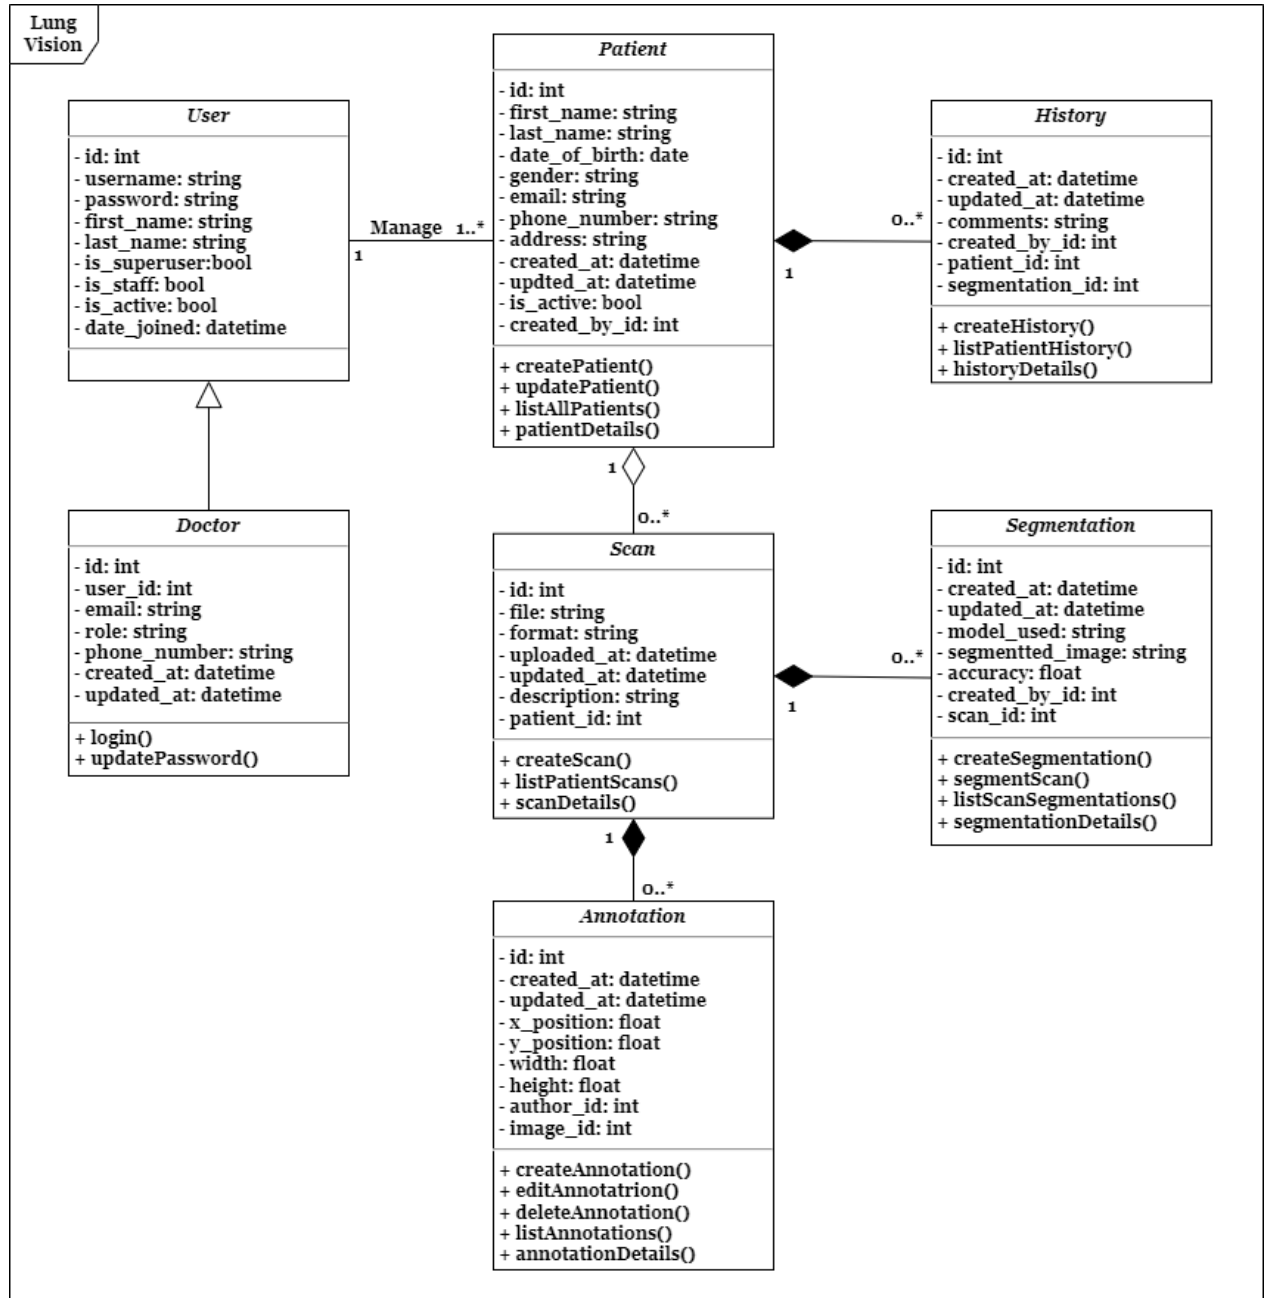 Lung
Vision
Patient
- id: int
- first_name: string
- last_name: string
- date_of_birth: date
- gender: string
- email: string
- phone_number: string
- address: string
- created_at: datetime
- updted_at: datetime
- is_active: bool
- created_by_id: int
+ createPatient()
+ updatePatient()
+ listAllPatients()
+ patientDetails()
User
- id: int
- username: string
- password: string
- first_name: string
- last_name: string
- is_superuser:bool
- is_staff: bool
- is_active: bool
- date_joined: datetime
Manage 1..*
1
History
- id: int
- created_at: datetime
- updated_at: datetime
- comments: string
- created_by_id: int
- patient_id: int
- segmentation_id: int
+ createHistory()
+ listPatientHistory()
+ historyDetails()
0..*
1
1
0..*
Doctor
- id: int
- user_id: int
- email: string
- role: string
- phone_number: string
- created_at: datetime
- updated_at: datetime
+ login()
+ updatePassword()
Scan
- id: int
- file: string
- format: string
- uploaded_at: datetime
- updated_at: datetime
- description: string
- patient_id: int
+ createScan()
+ listPatientScans()
+ scanDetails()
0..*
1
Segmentation
- id: int
- created_at: datetime
- updated_at: datetime
- model_used: string
- segmentted_image: string
- accuracy: float
- created_by_id: int
- scan_id: int
+ createSegmentation()
+ segmentScan()
+ listScanSegmentations()
+ segmentationDetails()
1
0..*
Annotation
- id: int
- created_at: datetime
- updated_at: datetime
- x_position: float
- y_position: float
- width: float
- height: float
- author_id: int
- image_id: int
+ createAnnotation()
+ editAnnotatrion()
+ deleteAnnotation()
+ listAnnotations()
+ annotationDetails()